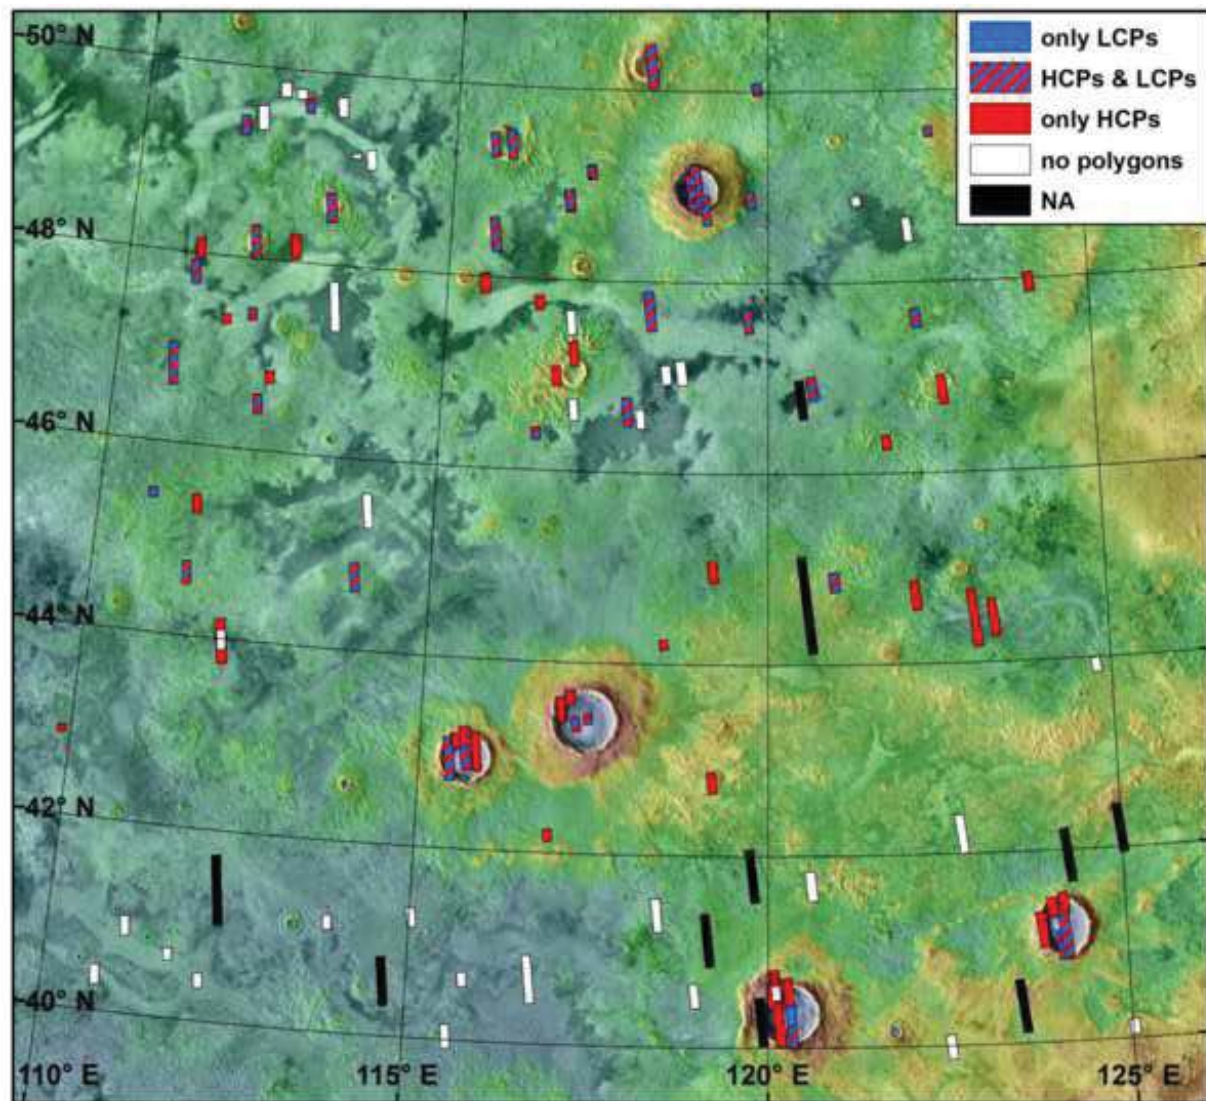 50° N
only LCPs
HCPs & LCPs
only HCPs
no polygons
NA
48° N
46° N
44° N
42° N
40° N
110° E
115° E
120° E
125° E